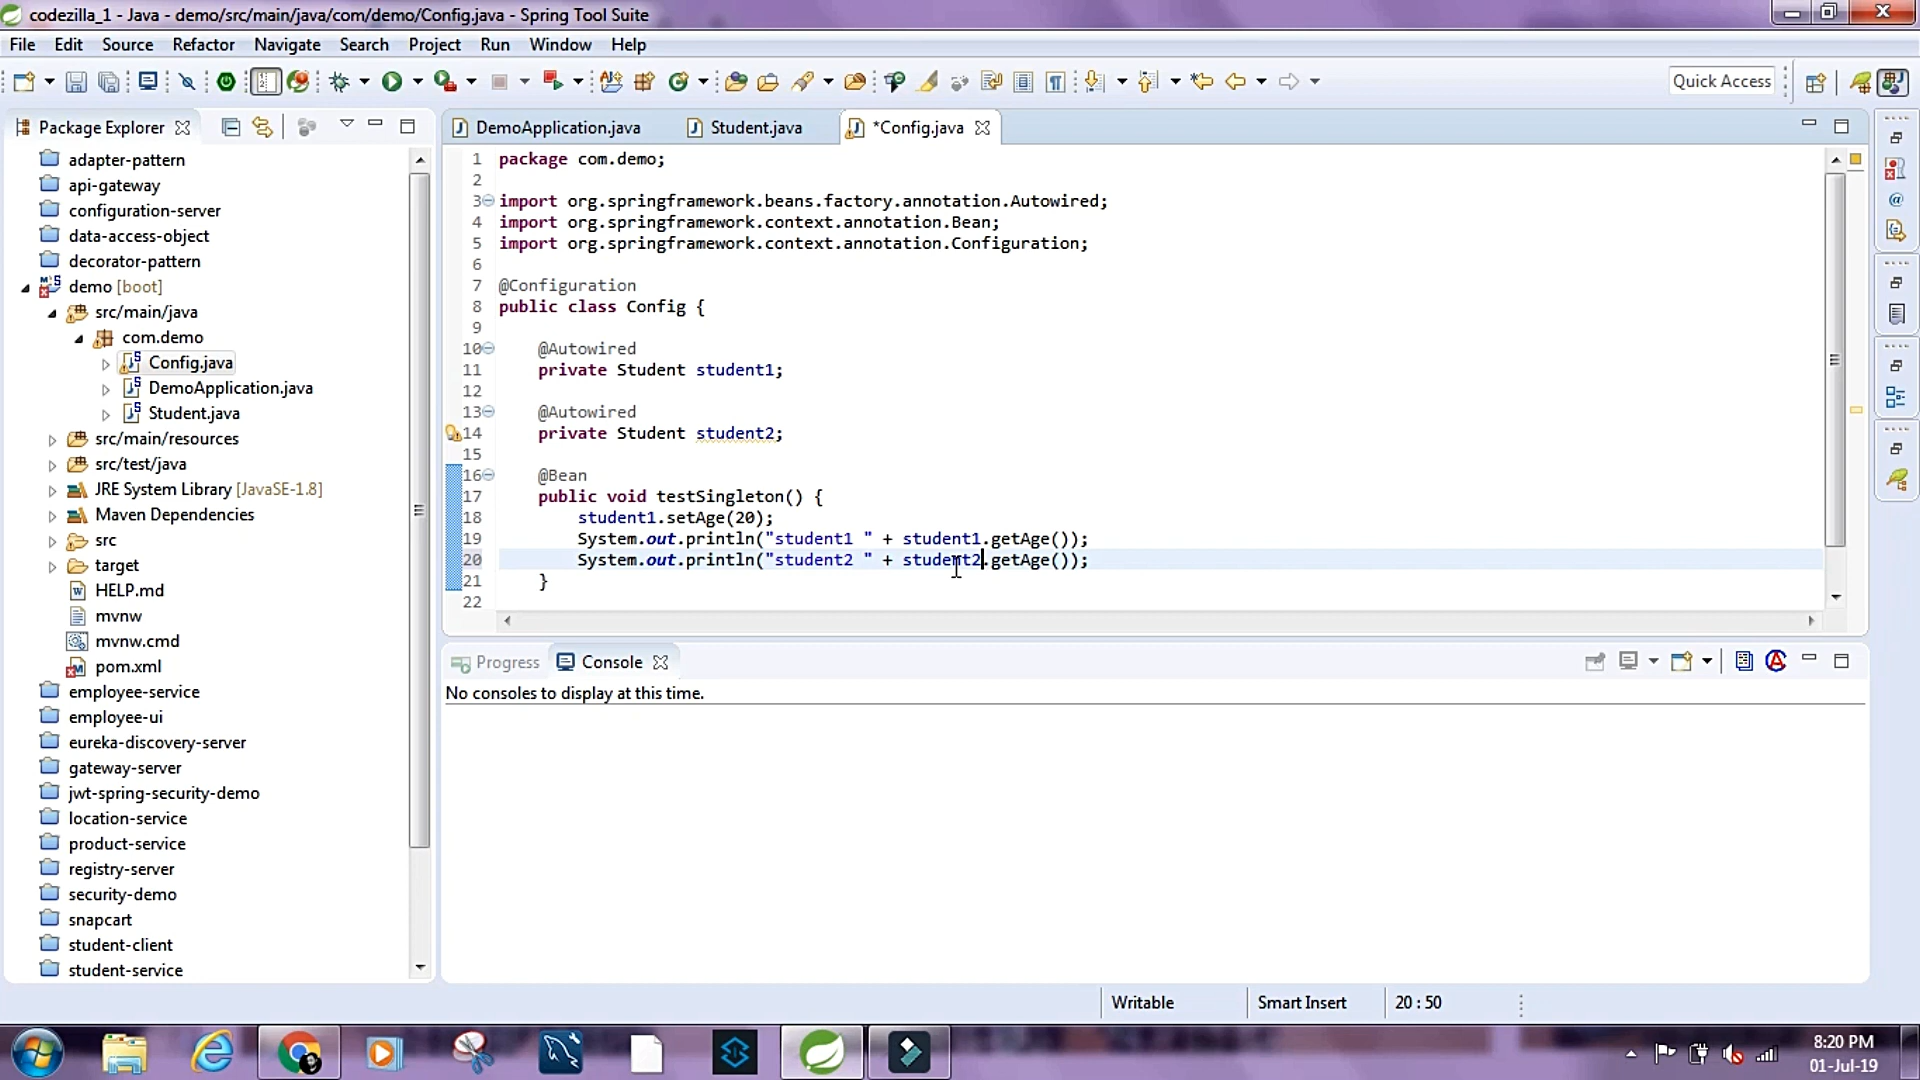 codezilla_1 - Java - demo/src/main/java/com/demo/Config.java - Spring Tool Suite
File Edit Source Refactor Navigate Search Project Run Window Help
Quick Access
Package Explorer
adapter-pattern
api-gateway
configuration-server
data-access-object
decorator-pattern
demo [boot]
src/main/java
com.demo
Config.java
DemoApplication.java
Student.java
src/main/resources
src/test/java
JRE System Library [JavaSE-1.8]
Maven Dependencies
src
target
HELP.md
mvnw
mvnw.cmd
pom.xml
employee-service
employee-ui
eureka-discovery-server
gateway-server
jwt-spring-security-demo
location-service
product-service
registry-server
security-demo
snapcart
student-client
student-service
DemoApplication.java Student.java *Config.java
1 package com.demo;
2
3 import org.springframework.beans.factory.annotation.Autowired;
4 import org.springframework.context.annotation.Bean;
5 import org.springframework.context.annotation.Configuration;
6
7 @Configuration
8 public class Config {
9
10 @Autowired
11 private Student student1;
12
13 @Autowired
14 private Student student2;
15
16 @Bean
17 public void testSingleton() {
18 student1.setAge(20);
19 System.out.println("student1 " + student1.getAge());
20 System.out.println("student2 " + student2.getAge());
21 }
22
Progress Console
No consoles to display at this time.
Writable Smart Insert 20 : 50
8:20 PM
01-Jul-19